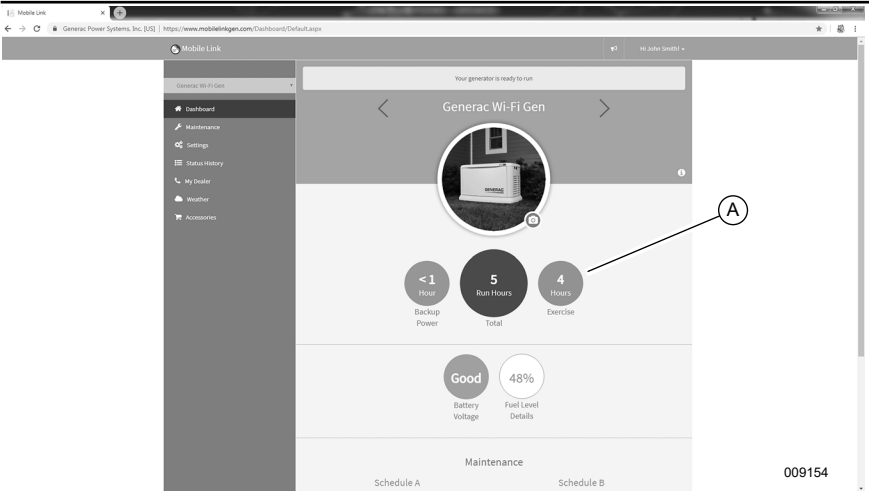 Mobile Link
Generac Power Systems, Inc. [US] | https://www.mobilelinkgen.com/Dashboard/Default.aspx
Mobile Link
Hi John Smith!
Generac Wi-Fi Gen
Dashboard
Maintenance
Settings
Status History
My Dealer
Weather
Accessories
Your generator is ready to run
Generac Wi-Fi Gen
GENERAC
A
<1
Hour
Backup
Power
5
Run Hours
Total
4
Hours
Exercise
Good
Battery
Voltage
48%
Fuel Level
Details
Maintenance
Schedule A
Schedule B
009154